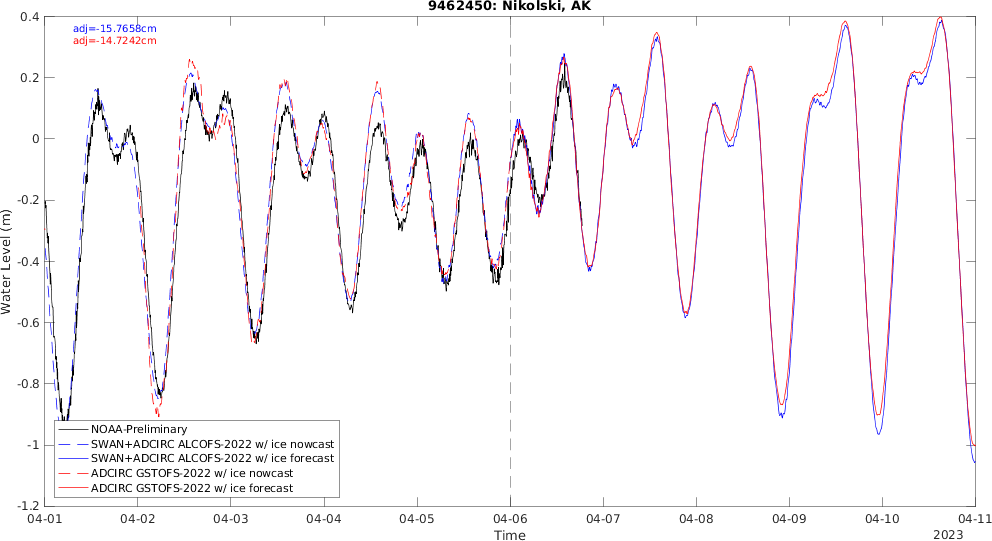 9462450: Nikolski, AK
adj=-15.7658cm
adj=-14.7242cm
Water Level (m)
0.4
0.2
0
-0.2
-0.4
-0.6
-0.8
-1
-1.2
NOAA-Preliminary
SWAN+ADCIRC ALCOFS-2022 w/ ice nowcast
SWAN+ADCIRC ALCOFS-2022 w/ ice forecast
ADCIRC GSTOFS-2022 w/ ice nowcast
ADCIRC GSTOFS-2022 w/ ice forecast
04-01 04-02 04-03 04-04 04-05 04-06 04-07 04-08 04-09 04-10 04-11
Time
2023